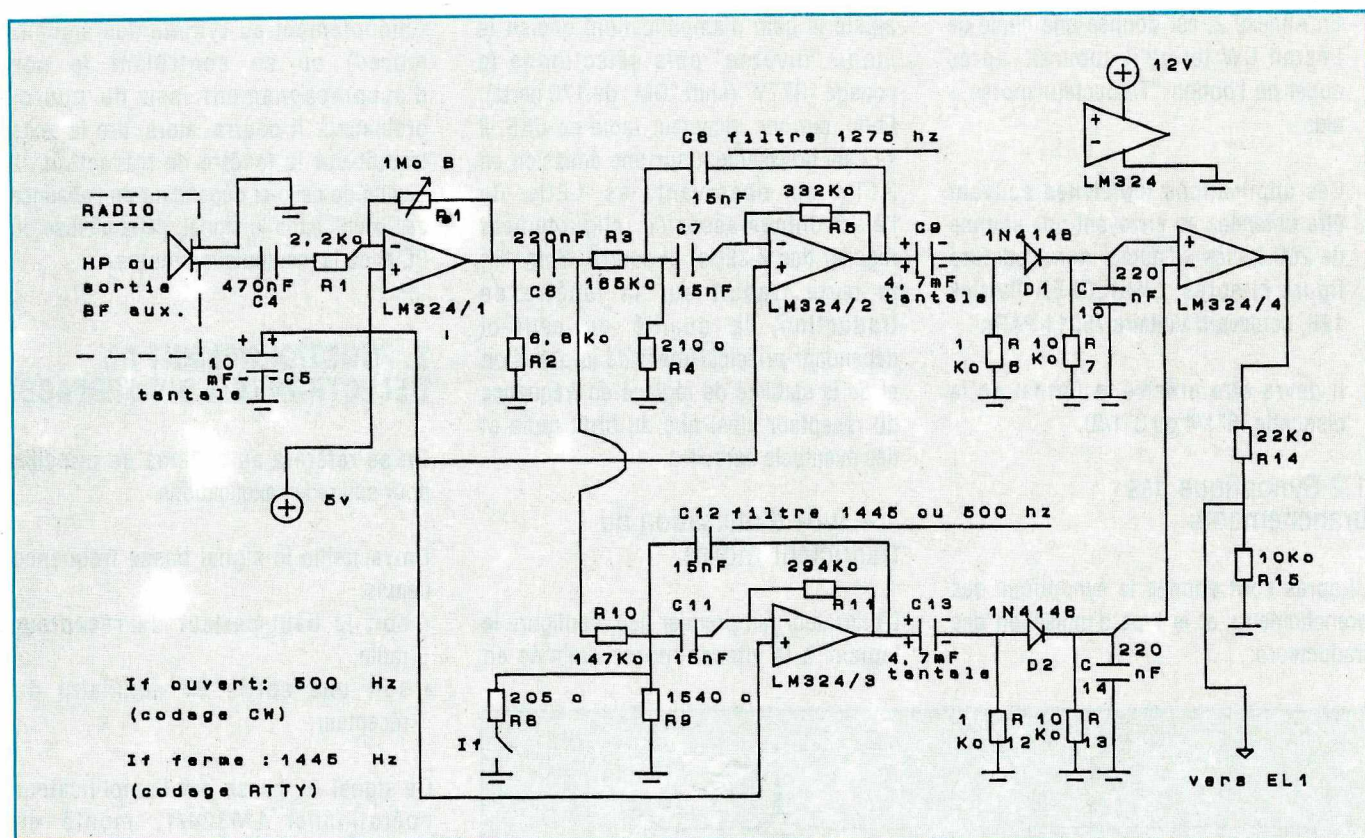 12V
C8 filtre 1275 hz
1Mo B
RADIO
P1
15nF
332Ko
LM324
2,2Ko
220nF R3
C7
R5
C9
1N4148
HP
sortie
BF aux.
470nF
C4
R1
LM324/1
C6
165Ko
15nF
LM324/2
4.7mF
tantale
D1
C
10
220
nF
LM324/4
10
mF
C5
tantale
6,8 Ko
R2
210 o
R4
1
Ko
R
6
10
Ko
R
7
22Ko
R14
5v
C12 filtre 1445 ou 500 hz
15nF
294Ko
10Ko
R15
R10
C11
R11
C13
1N4148
147Ko
15nF
LM324/3
4.7mF
tantale
D2
C
14
220
nF
If ouvert: 500 Hz
(codage CW)
205 o
R8
1540 o
R9
1
Ko
R
12
10
Ko
R
13
If
If ferme : 1445 Hz
(codage RTTY)
vers EL1